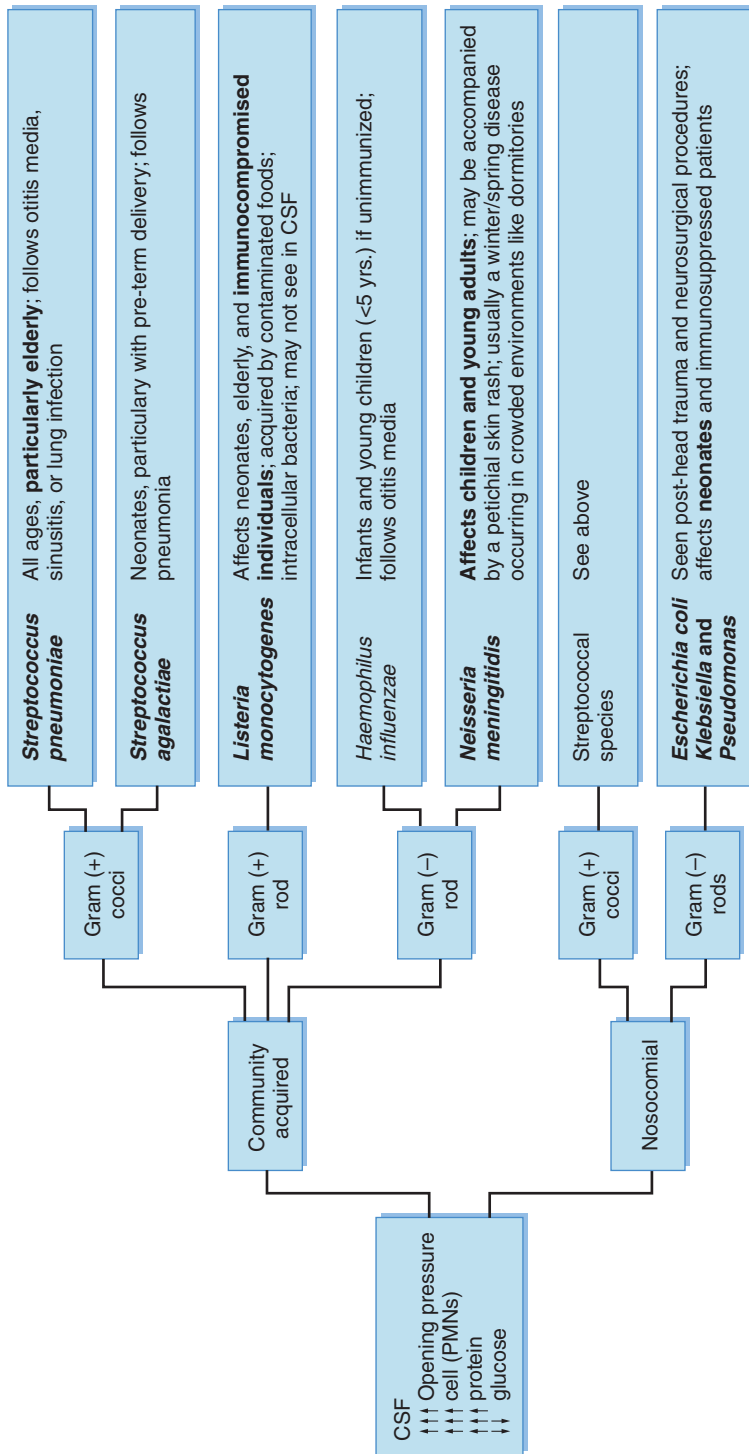 CSF
↑↑↑ Opening pressure
↑↑↑ cell (PMNs)
↑↑↑ protein
↓↓ glucose
Community
acquired
Gram (+)
cocci
Streptococcus
pneumoniae
All ages, particularly elderly; follows otitis media,
sinusitis, or lung infection
Streptococcus
agalactiae
Neonates, particulary with pre-term delivery; follows
pneumonia
Gram (+)
rod
Listeria
monocytogenes
Affects neonates, elderly, and immunocompromised
individuals; acquired by contaminated foods;
intracellular bacteria; may not see in CSF
Gram (–)
rod
Haemophilus
influenzae
Infants and young children (<5 yrs.) if unimmunized;
follows otitis media
Neisseria
meningitidis
Affects children and young adults; may be accompanied
by a petichial skin rash; usually a winter/spring disease
occurring in crowded environments like dormitories
Nosocomial
Gram (+)
cocci
Streptococcal
species
See above
Gram (–)
rods
Escherichia coli
Klebsiella and
Pseudomonas
Seen post-head trauma and neurosurgical procedures;
affects neonates and immunosuppressed patients